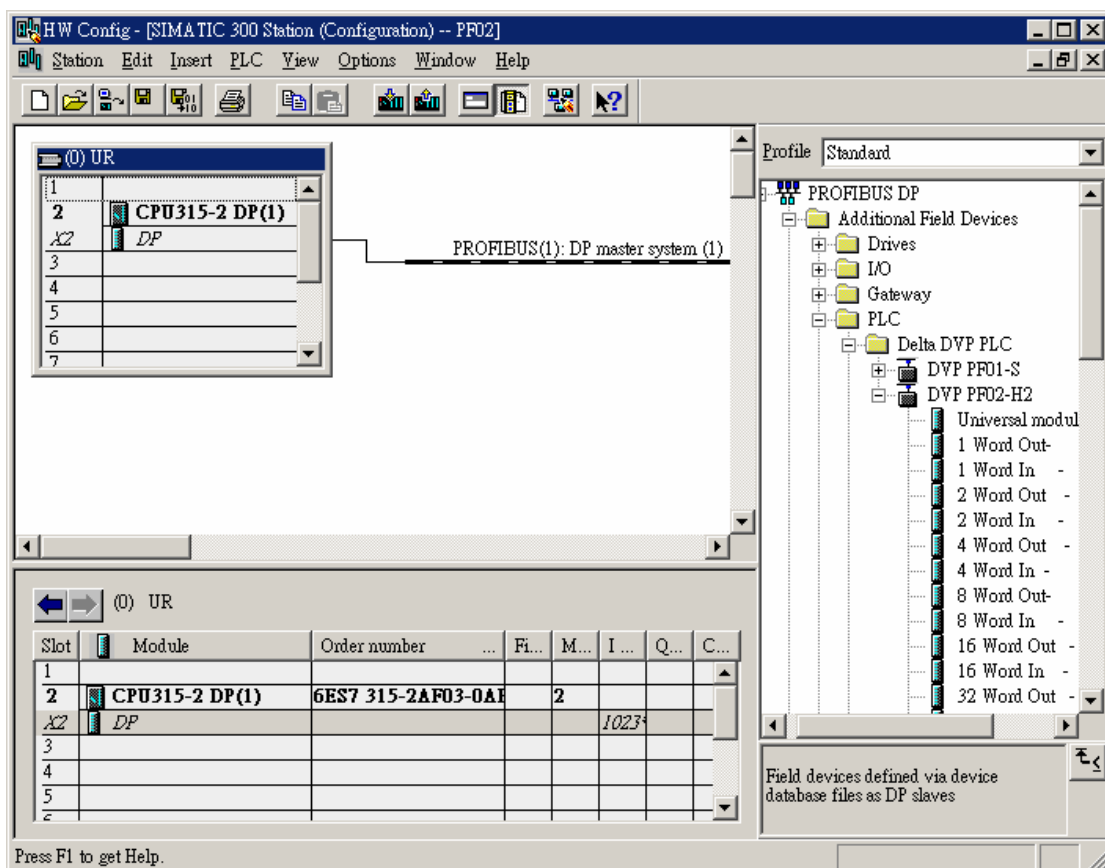 HW Config - [SIMATIC 300 Station (Configuration) -- PF02]
Station Edit Insert PLC View Options Window Help
(0) UR
1
2 CPU315-2 DP(1)
X2 DP
3
4
5
6
7
PROFIBUS(1): DP master system (1)
Profile Standard
PROFIBUS DP
Additional Field Devices
Drives
I/O
Gateway
PLC
Delta DVP PLC
DVP PF01-S
DVP PF02-H2
Universal modul
1 Word Out-
1 Word In -
2 Word Out -
2 Word In -
4 Word Out -
4 Word In -
8 Word Out-
8 Word In -
16 Word Out -
16 Word In -
32 Word Out -
(0) UR
Slot Module Order number ... Fi... M... I ... Q... C...
1
2 CPU315-2 DP(1) 6ES7 315-2AF03-0AB 2
X2 DP 1023*
3
4
5
Field devices defined via device
database files as DP slaves
Press F1 to get Help.